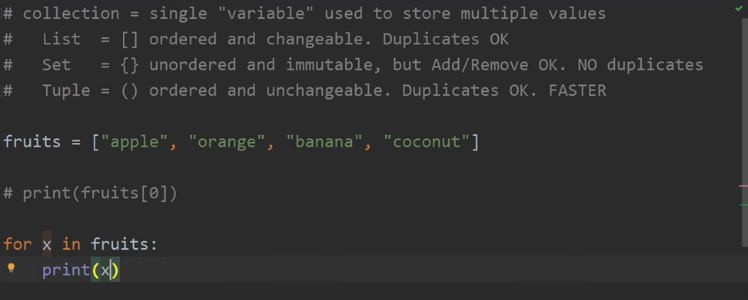 # collection = single "variable" used to store multiple values
#   List  = [] ordered and changeable. Duplicates OK
#   Set   = {} unordered and immutable, but Add/Remove OK. NO duplicates
#   Tuple = () ordered and unchangeable. Duplicates OK. FASTER
fruits = ["apple", "orange", "banana", "coconut"]
# print(fruits[0])
for x in fruits:
    print(x)